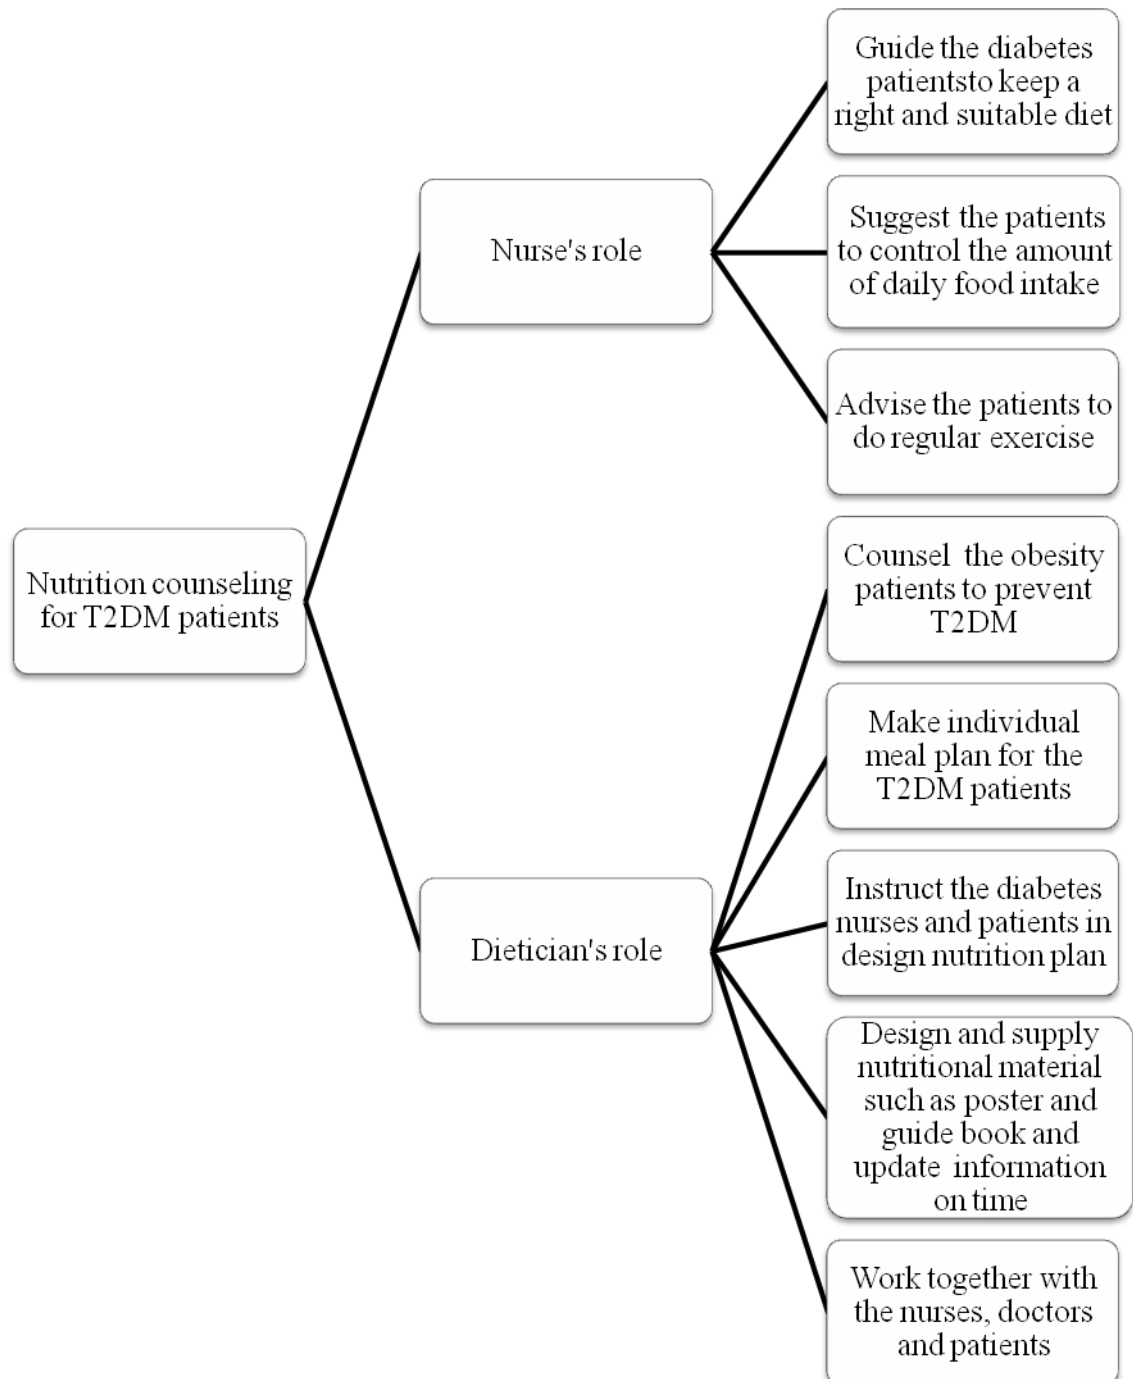 Guide the diabetes
patientsto keep a
right and suitable diet
Suggest the patients
to control the amount
of daily food intake
Nurse's role
Advise the patients to
do regular exercise
Nutrition counseling
for T2DM patients
Counsel the obesity
patients to prevent
T2DM
Make individual
meal plan for the
T2DM patients
Instruct the diabetes
nurses and patients in
design nutrition plan
Dietician's role
Design and supply
nutritional material
such as poster and
guide book and
update information
on time
Work together with
the nurses, doctors
and patients